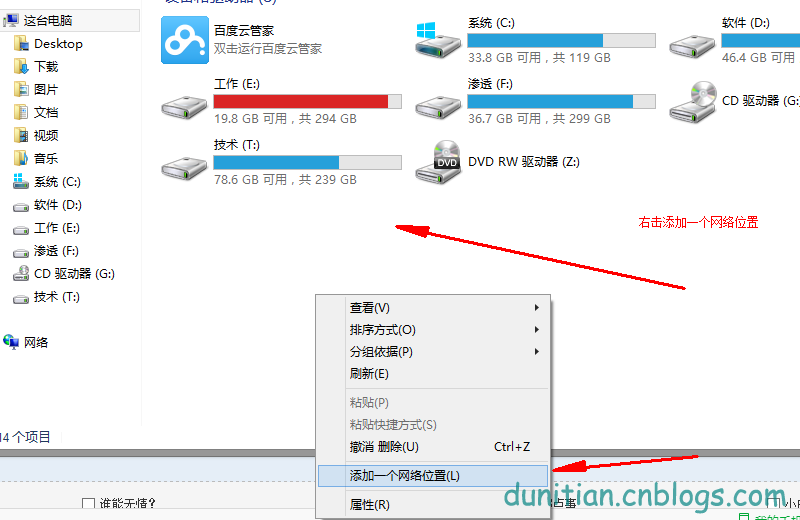 这台电脑
Desktop
下载
图片
文档
视频
音乐
系统 (C:)
软件 (D:)
工作 (E:)
渗透 (F:)
CD 驱动器 (G:)
技术 (T:)
网络
14 个项目
百度云管家
双击运行百度云管家
系统 (C:)
33.8 GB 可用，共 119 GB
软件 (D:)
46.4 GB 可用，共
工作 (E:)
19.8 GB 可用，共 294 GB
渗透 (F:)
36.7 GB 可用，共 299 GB
CD 驱动器 (G:
技术 (T:)
78.6 GB 可用，共 239 GB
DVD
DVD RW 驱动器 (Z:)
右击添加一个网络位置
查看(V)
排序方式(O)
分组依据(P)
刷新(E)
粘贴(P)
粘贴快捷方式(S)
撤消 删除(U) Ctrl+Z
添加一个网络位置(L)
属性(R)
谁能无情?
dunitian.cnblogs.com